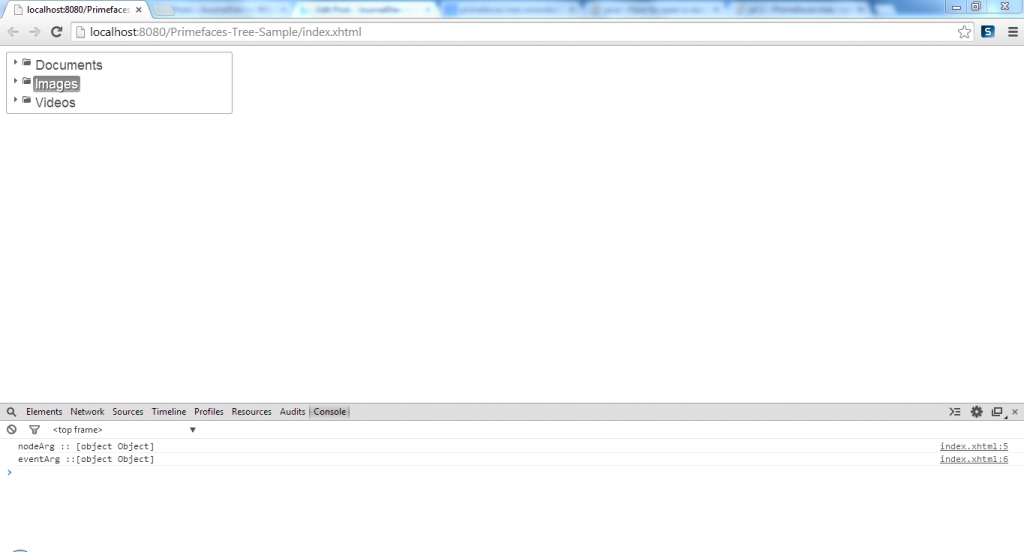 localhost:8080/Primefaces
localhost:8080/Primefaces-Tree-Sample/index.xhtml
S
Documents
Images
Videos
Elements Network Sources Timeline Profiles Resources Audits Console
<top frame>
nodeArg :: [object Object] index.xhtml:5
eventArg ::[object Object] index.xhtml:6